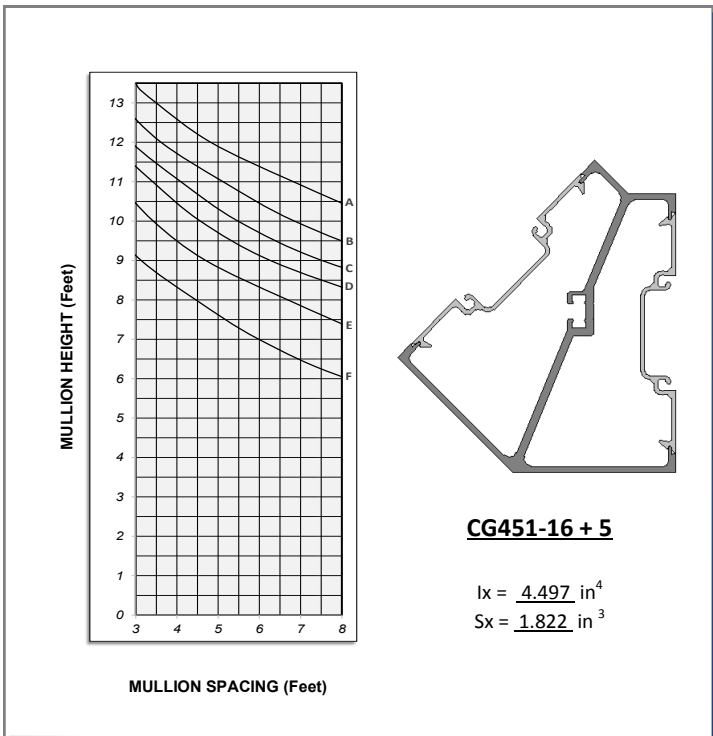 MULLION HEIGHT (Feet)
13
12
11
10
9
8
7
6
5
4
3
2
1
0
3 4 5 6 7 8
A
B
C
D
E
F
MULLION SPACING (Feet)
CG451-16 + 5
Ix = 4.497 in⁴
Sx = 1.822 in ³